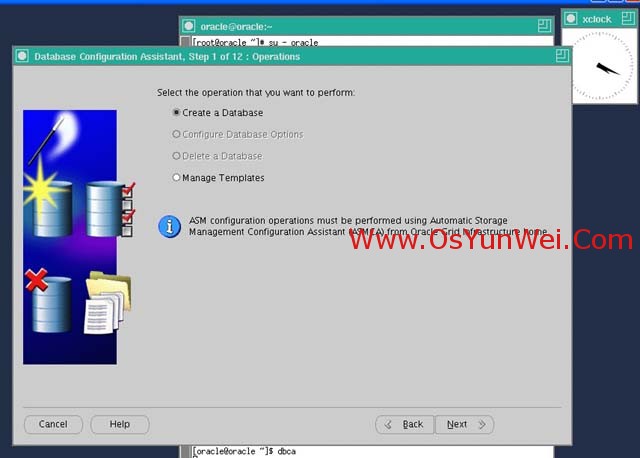 oracle@oracle:~
xclock
[root@oracle ~]# su - oracle
Database Configuration Assistant, Step 1 of 12 : Operations
Select the operation that you want to perform:
Create a Database
Configure Database Options
Delete a Database
Manage Templates
ASM configuration operations must be performed using Automatic Storage
Management Configuration Assistant (ASMCA) from Oracle Grid Infrastructure home.
Www.OsYunWei.Com
Cancel
Help
Back
Next
[oracle@oracle ~]$ dbca